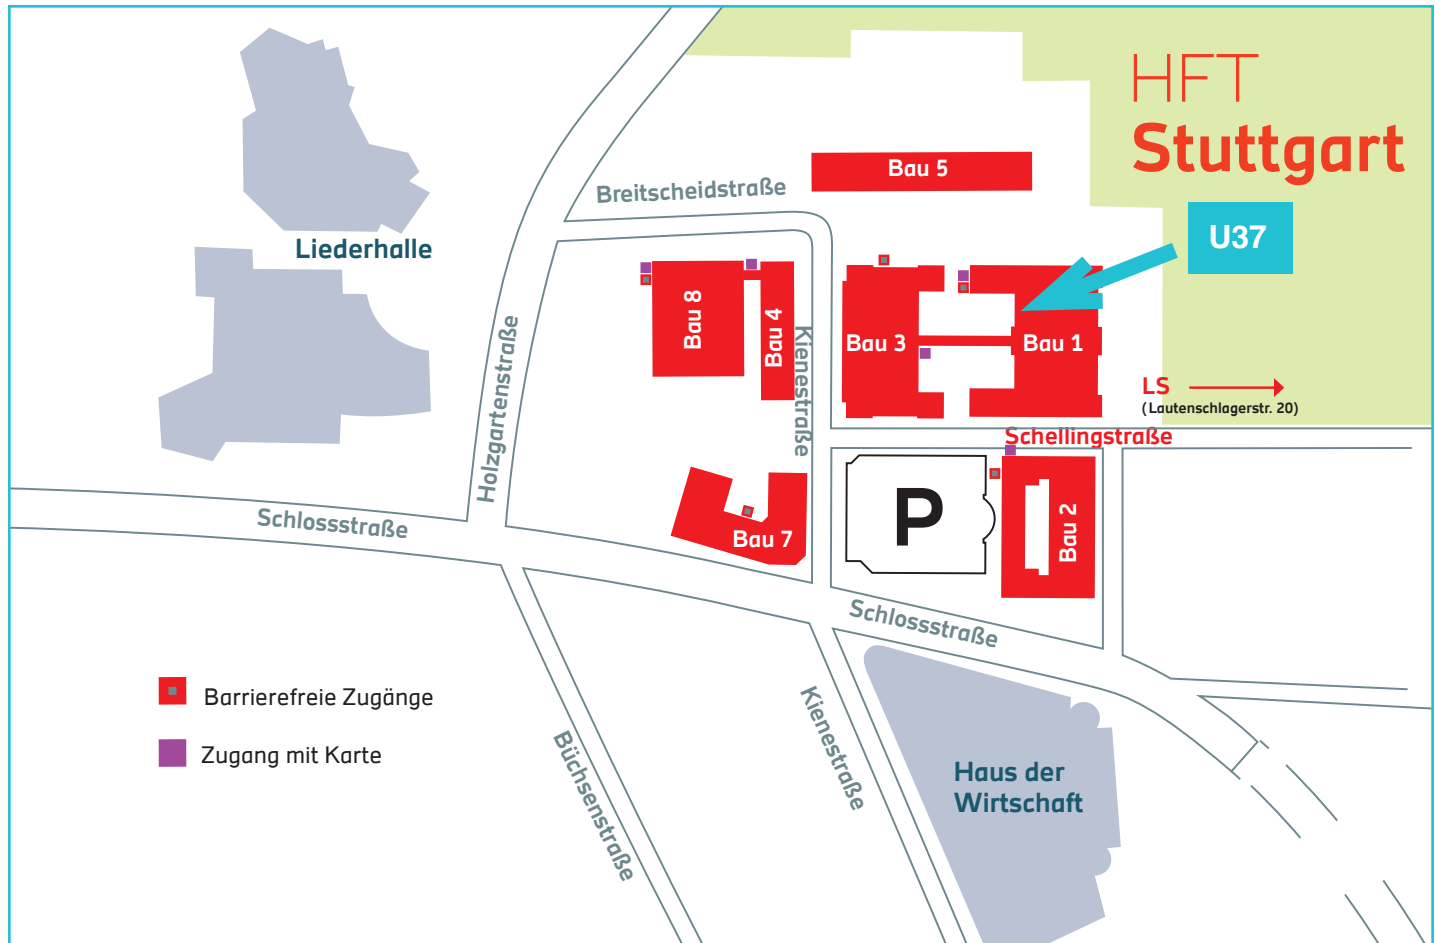 HFT
Stuttgart
U37
Bau 5
Breitscheidstraße
Liederhalle
Bau 8
Bau 4
Kienestraße
Bau 3
Bau 1
Holzgartenstraße
LS
(Lautenschlagerstr. 20)
Schellingstraße
Schlossstraße
P
Bau 2
Bau 7
Schlossstraße
Barrierefreie Zugänge
Zugang mit Karte
Büchsenstraße
Kienestraße
Haus der
Wirtschaft